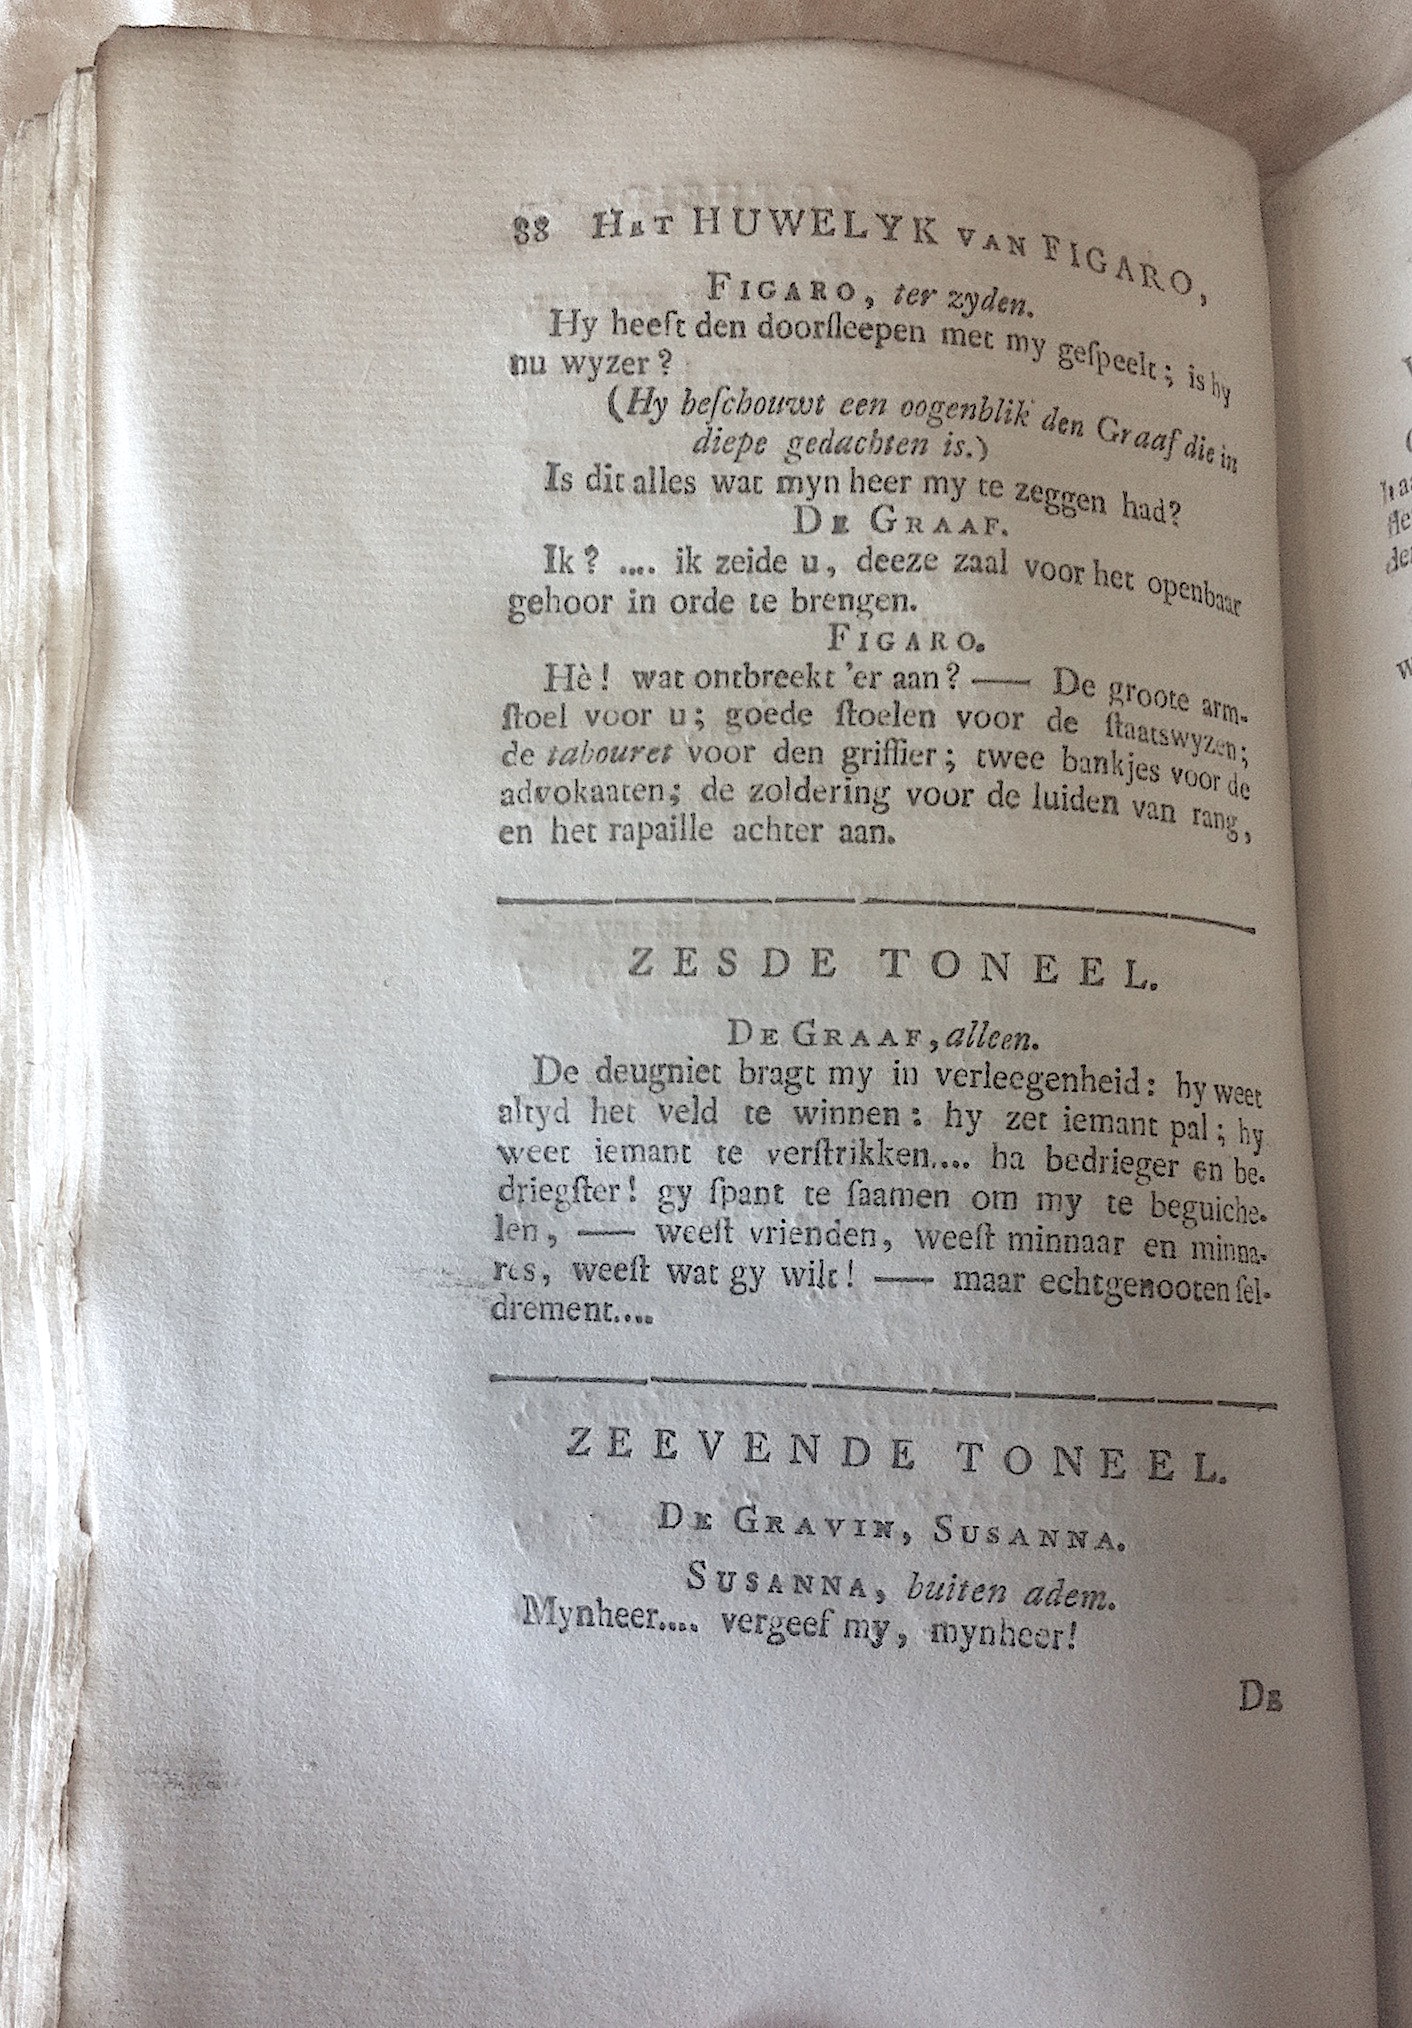 88 HET HUWELYK VAN FIGARO,
FIGARO, ter zyden.
Hy heeft den doorſleepen met my geſpeelt; is hy
nu wyzer?
(Hy beſchouwt een oogenblik den Graaf die in
diepe gedachten is.)
Is dit alles wat myn heer my te zeggen had?
DE GRAAF.
Ik? .... ik zeide u, deeze zaal voor het openbaar
gehoor in orde te brengen.
FIGARO.
Hè! wat ontbreekt 'er aan? —— De groote arm-
ſtoel voor u; goede ſtoelen voor de ſtaatswyzen;
de tabouret voor den griffier; twee bankjes voor de
advokaaten; de zoldering voor de luiden van rang,
en het rapaille achter aan.
ZESDE TONEEL.
DE GRAAF, alleen.
De deugniet bragt my in verleegenheid: hy weet
altyd het veld te winnen: hy zet iemant pal; hy
weet iemant te verſtrikken.... ha bedrieger en be-
driegſter! gy ſpant te ſaamen om my te beguiche-
len, —— weeſt vrienden, weeſt minnaar en minna-
res, weeſt wat gy wilt! —— maar echtgenooten ſel-
drement....
ZEEVENDE TONEEL.
DE GRAVIN, SUSANNA.
SUSANNA, buiten adem.
Mynheer.... vergeef my, mynheer!
DE